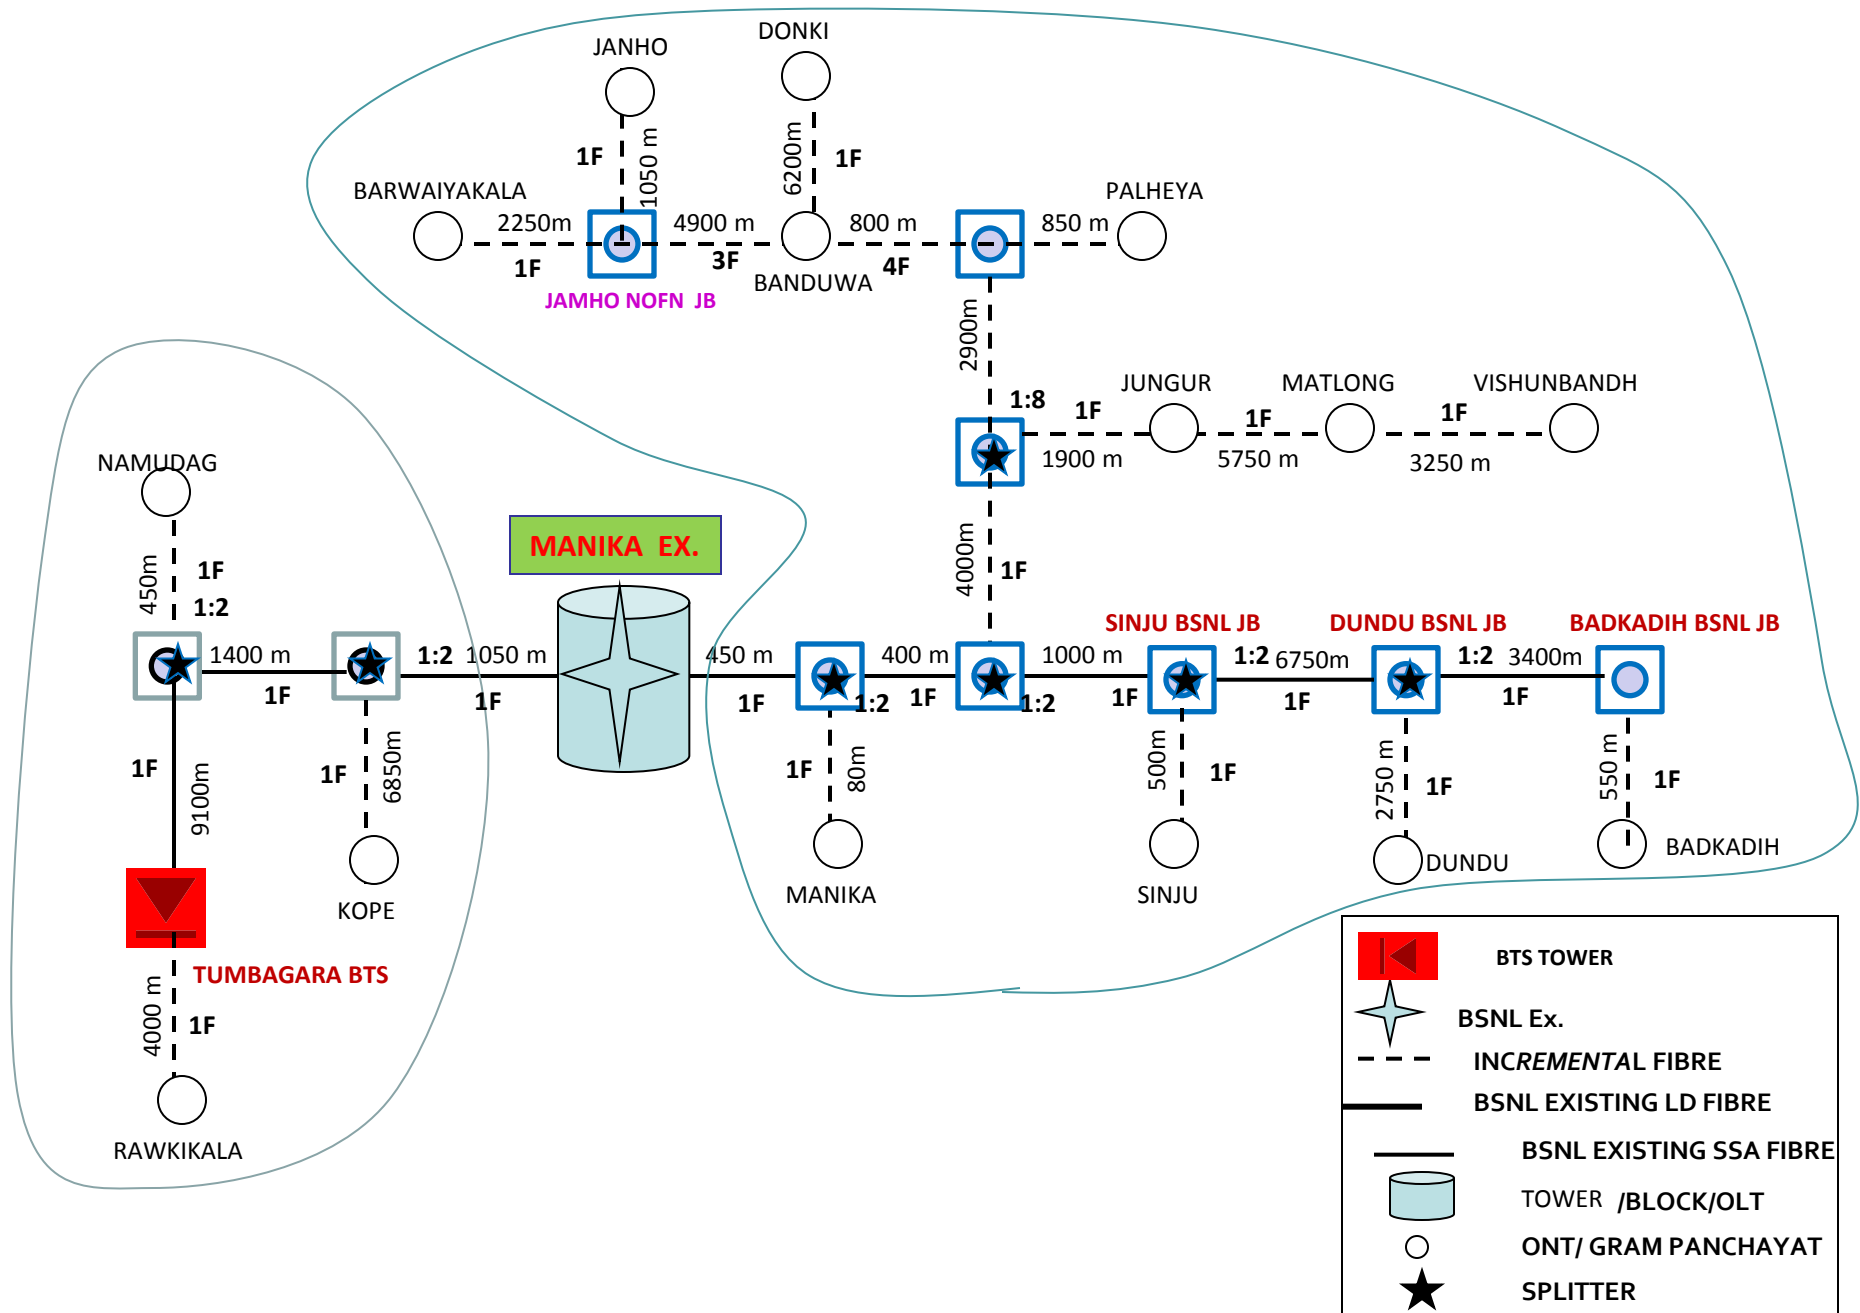 DONKI
JANHO
1F
1050 m
6200m
1F
BARWAIYAKALA
PALHEYA
2250m
4900 m
800 m
850 m
1F
3F
4F
BANDUWA
JAMHO NOFN JB
2900m
JUNGUR
MATLONG
VISHUNBANDH
1:8
1F
1F
1F
1900 m
5750 m
3250 m
NAMUDAG
MANIKA EX.
450m
1F
1:2
4000m
1F
SINJU BSNL JB
DUNDU BSNL JB
BADKADIH BSNL JB
1400 m
1:2
1050 m
450 m
400 m
1000 m
1:2
6750m
1:2
3400m
1F
1F
1F
1:2
1F
1:2
1F
1F
1F
1F
9100m
1F
6850m
1F
80m
500m
1F
2750 m
1F
550 m
1F
KOPE
MANIKA
SINJU
DUNDU
BADKADIH
TUMBAGARA BTS
4000 m
1F
RAWKIKALA
BTS TOWER
BSNL Ex.
INCREMENTAL FIBRE
BSNL EXISTING LD FIBRE
BSNL EXISTING SSA FIBRE
TOWER /BLOCK/OLT
ONT/ GRAM PANCHAYAT
SPLITTER